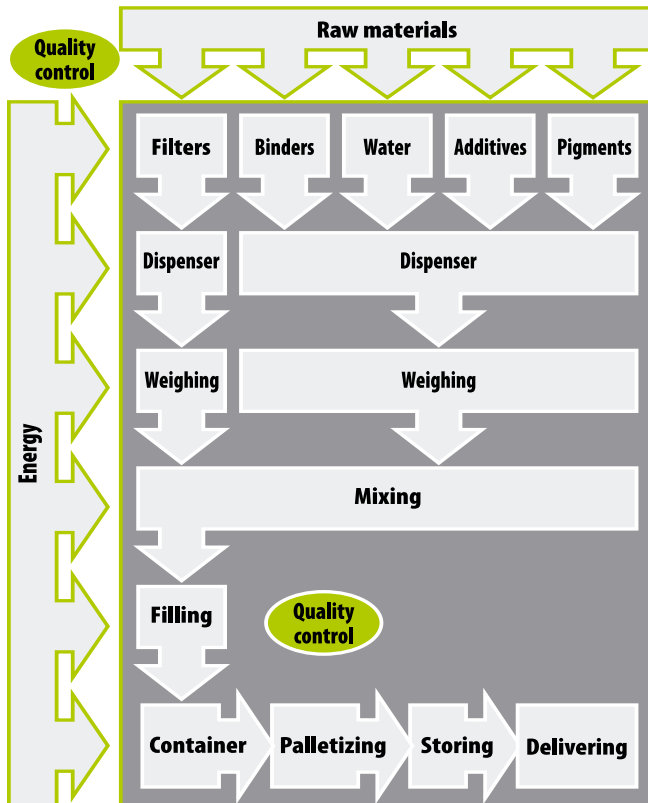 Raw materials
Quality
control
Filters
Binders
Water
Additives
Pigments
Dispenser
Dispenser
Weighing
Weighing
Energy
Mixing
Filling
Quality
control
Container
Palletizing
Storing
Delivering